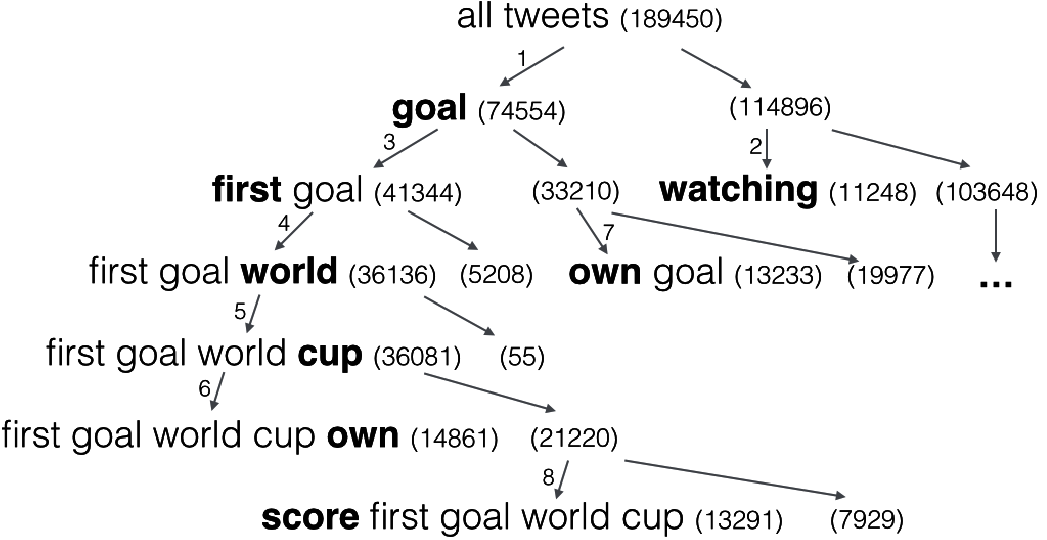 all tweets (189450)
1
goal (74554) (114896)
3 2
first goal (41344) (33210) watching (11248) (103648)
4 7
first goal world (36136) (5208) own goal (13233) (19977) ...
5
first goal world cup (36081) (55)
6
first goal world cup own (14861) (21220)
8
score first goal world cup (13291) (7929)